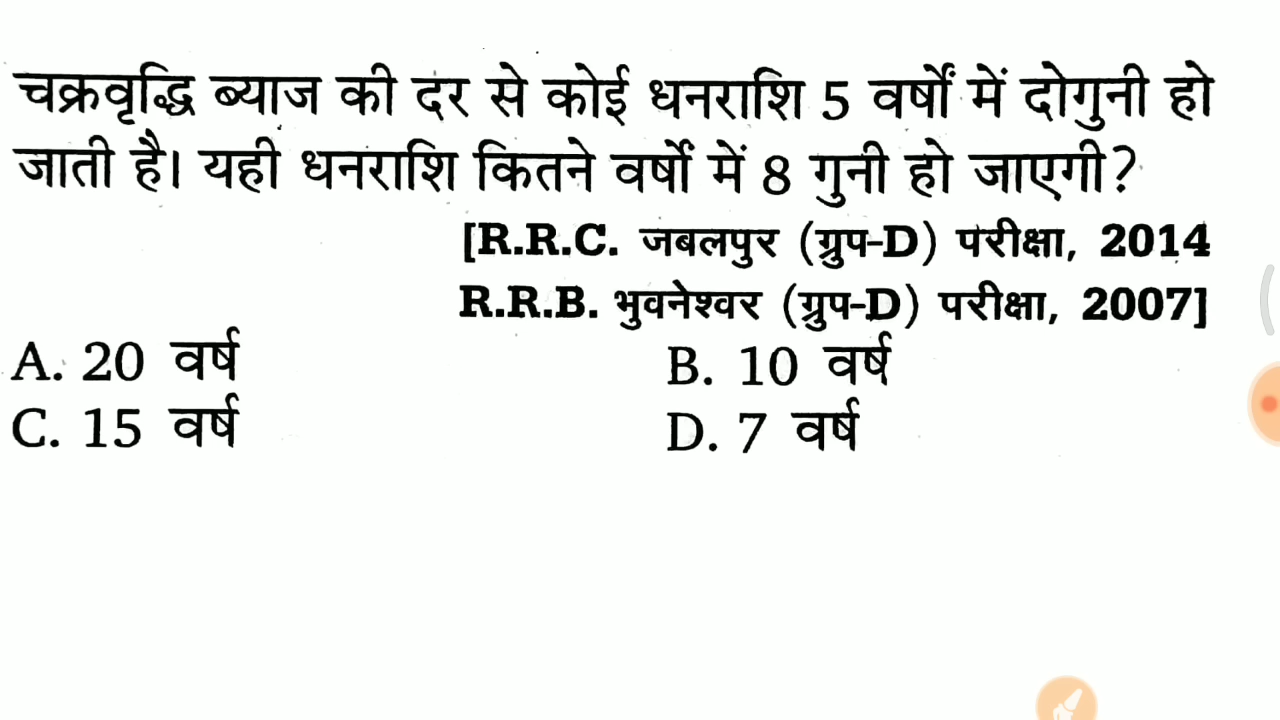 चक्रवृद्धि ब्याज की दर से कोई धनराशि 5 वर्षों में दोगुनी हो
जाती है। यही धनराशि कितने वर्षों में 8 गुनी हो जाएगी?
[R.R.C. जबलपुर (ग्रुप-D) परीक्षा, 2014
R.R.B. भुवनेश्वर (ग्रुप-D) परीक्षा, 2007]
A. 20 वर्ष
B. 10 वर्ष
C. 15 वर्ष
D. 7 वर्ष